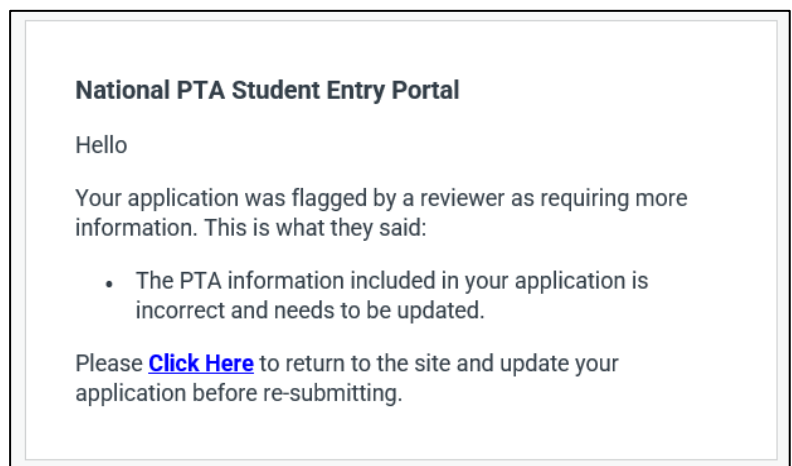 National PTA Student Entry Portal
Hello
Your application was flagged by a reviewer as requiring more
information. This is what they said:
• The PTA information included in your application is
incorrect and needs to be updated.
Please Click Here to return to the site and update your
application before re-submitting.